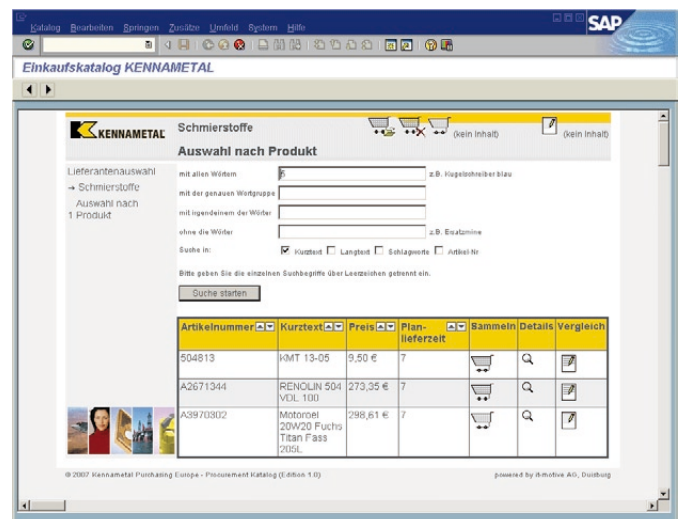 Katalog Bearbeiten Springen Zusätze Umfeld System Hilfe
SAP
Einkaufskatalog KENNAMETAL
KENNAMETAL
Schmierstoffe
(kein Inhalt)
(kein Inhalt)
Auswahl nach Produkt
Lieferantenauswahl
→ Schmierstoffe
Auswahl nach
1 Produkt
mit allen Wörtern
z.B. Kugelschreiber blau
mit der genauen Wortgruppe
mit irgendeinem der Wörter
ohne die Wörter
z.B. Ersatzmine
Suche in:
Kurztext Langtext Schlagworte Artikel-Nr
Bitte geben Sie die einzelnen Suchbegriffe über Leerzeichen getrennt ein.
Suche starten
Artikelnummer Kurztext Preis Plan- Sammeln Details Vergleich
lieferzeit
504813 KMT 13-05 9,50 € 7
A2671344 RENOLIN 504 273,35 € 7
VDL 100
A3970302 Motoroel 298,61 € 7
20W20 Fuchs
Titan Fass
205L
© 2007 Kennametal Purchasing Europe - Procurement Katalog (Edition 1.0)
powered by it-motive AG, Duisburg